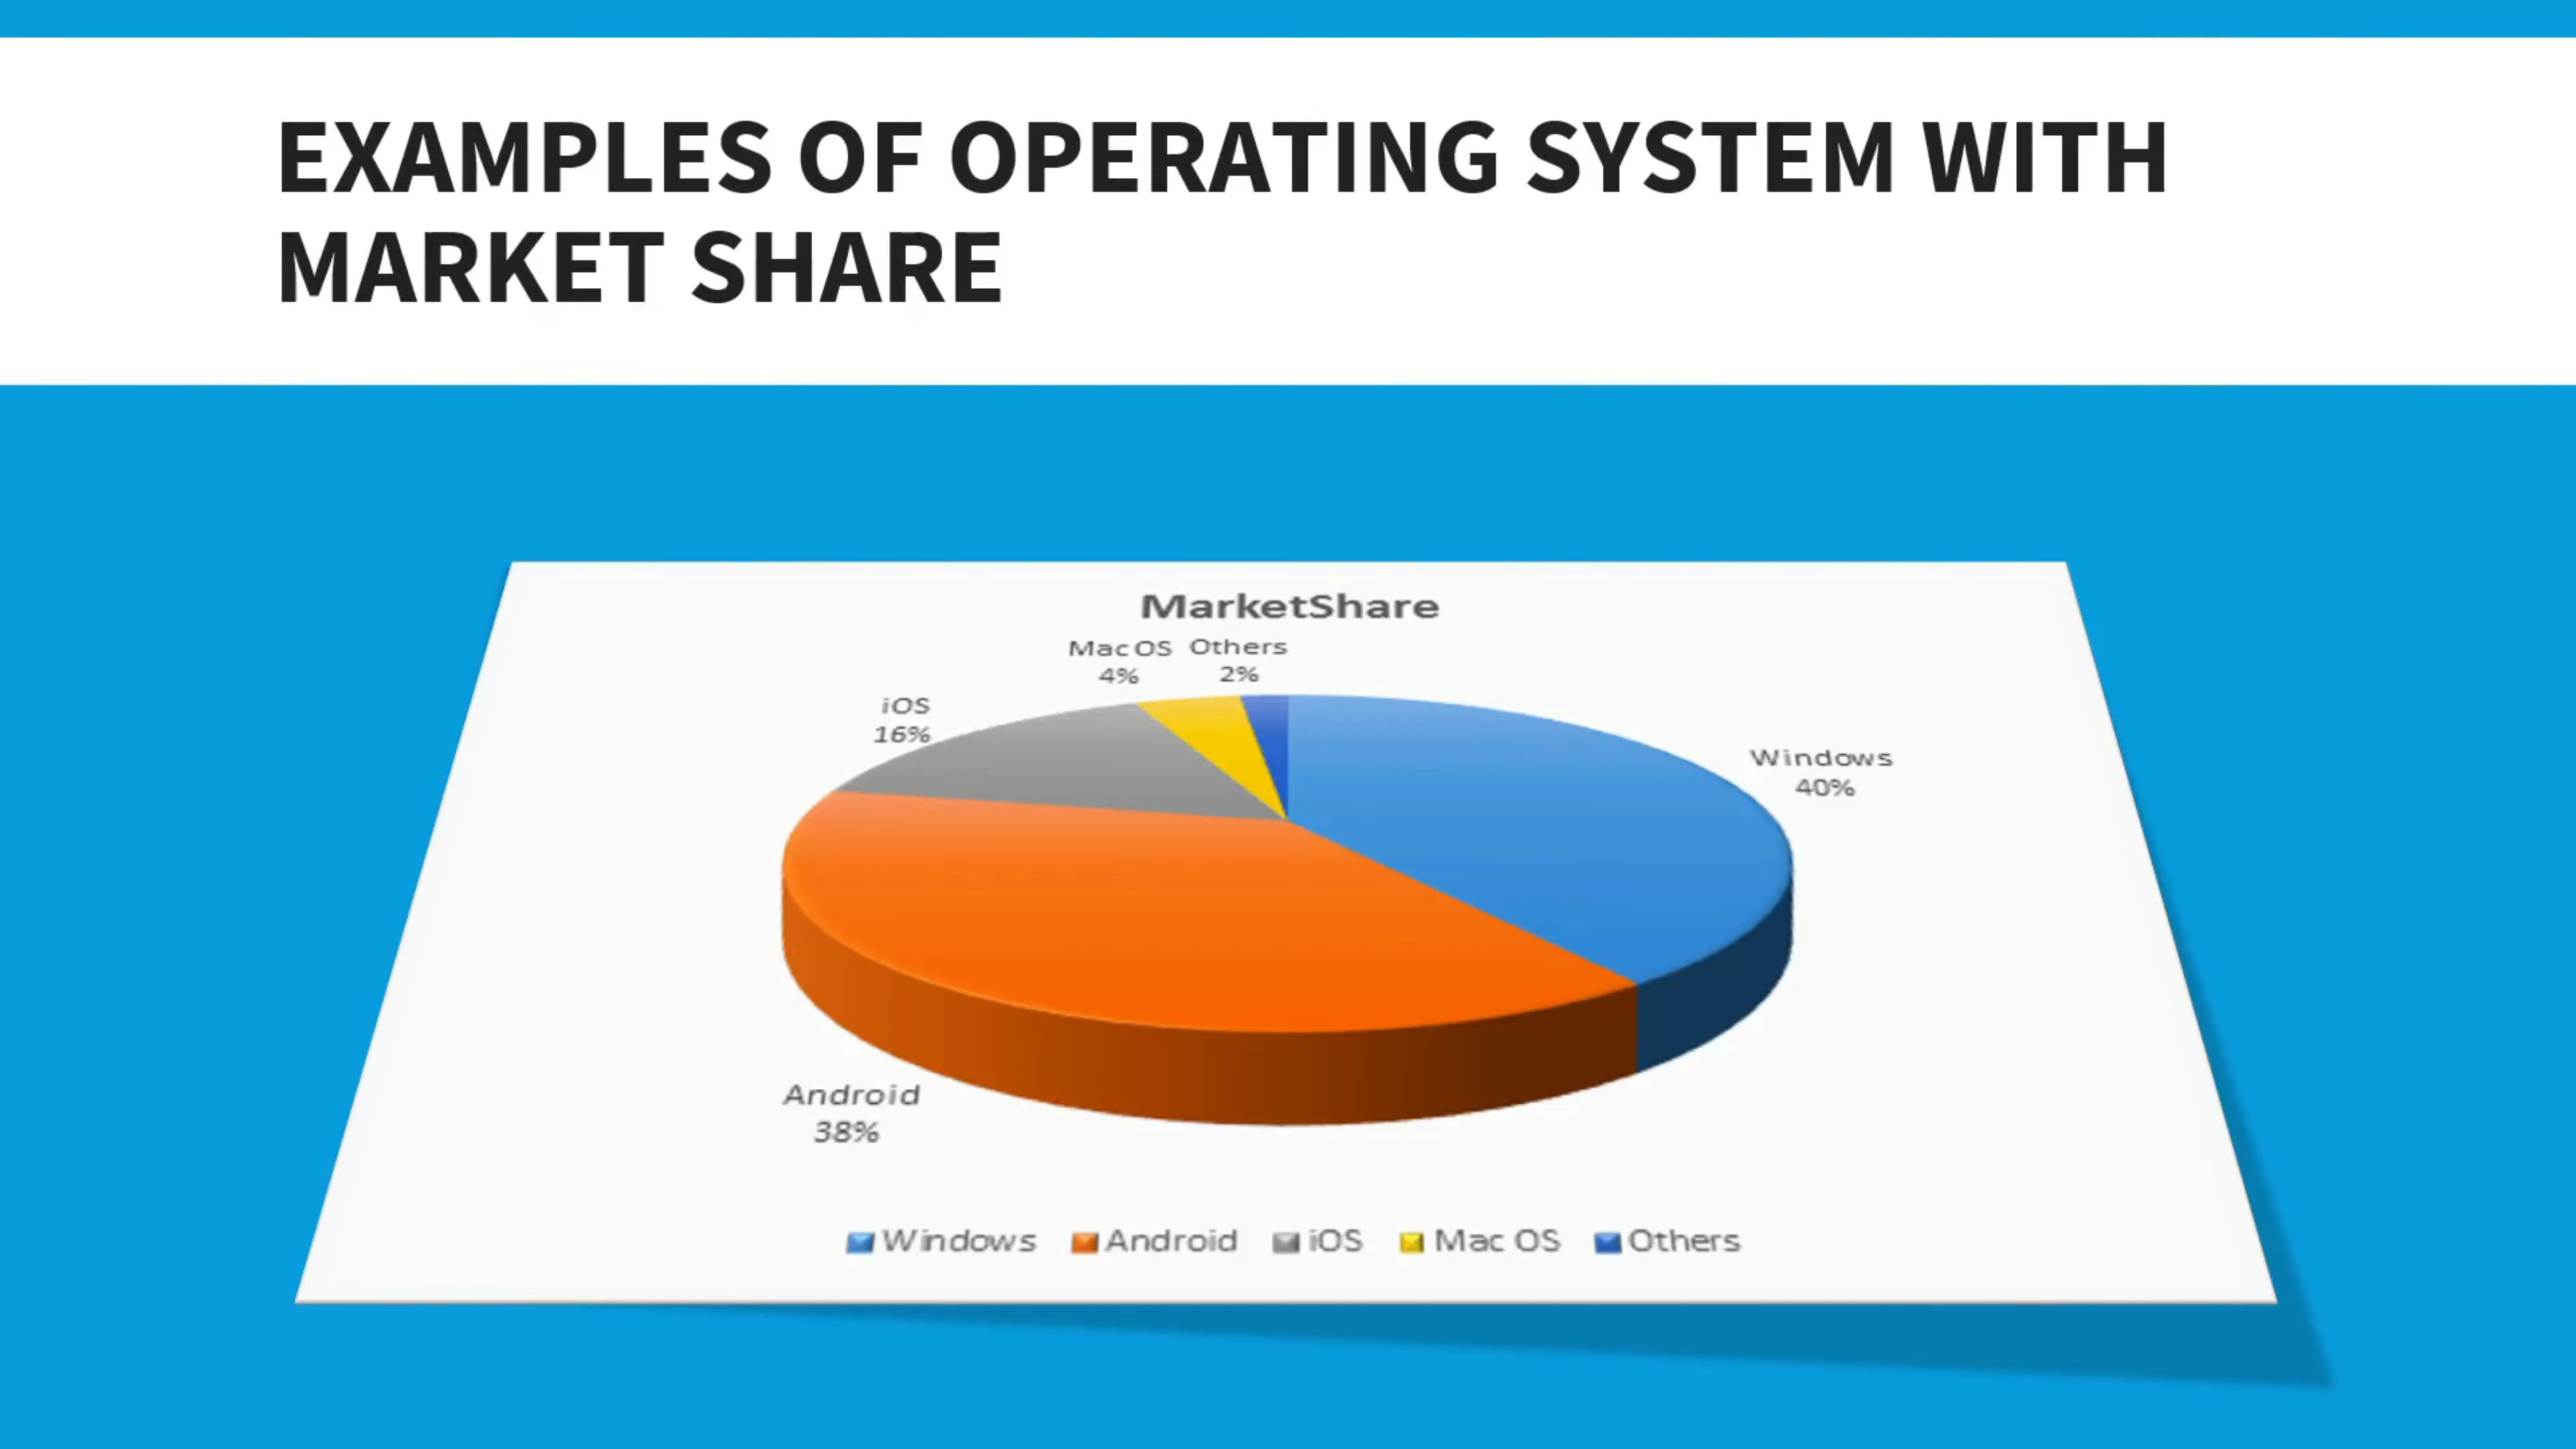 EXAMPLES OF OPERATING SYSTEM WITH
MARKET SHARE
MarketShare
Mac OS
4%
Others
2%
iOS
16%
Windows
40%
Android
38%
Windows Android iOS Mac OS Others